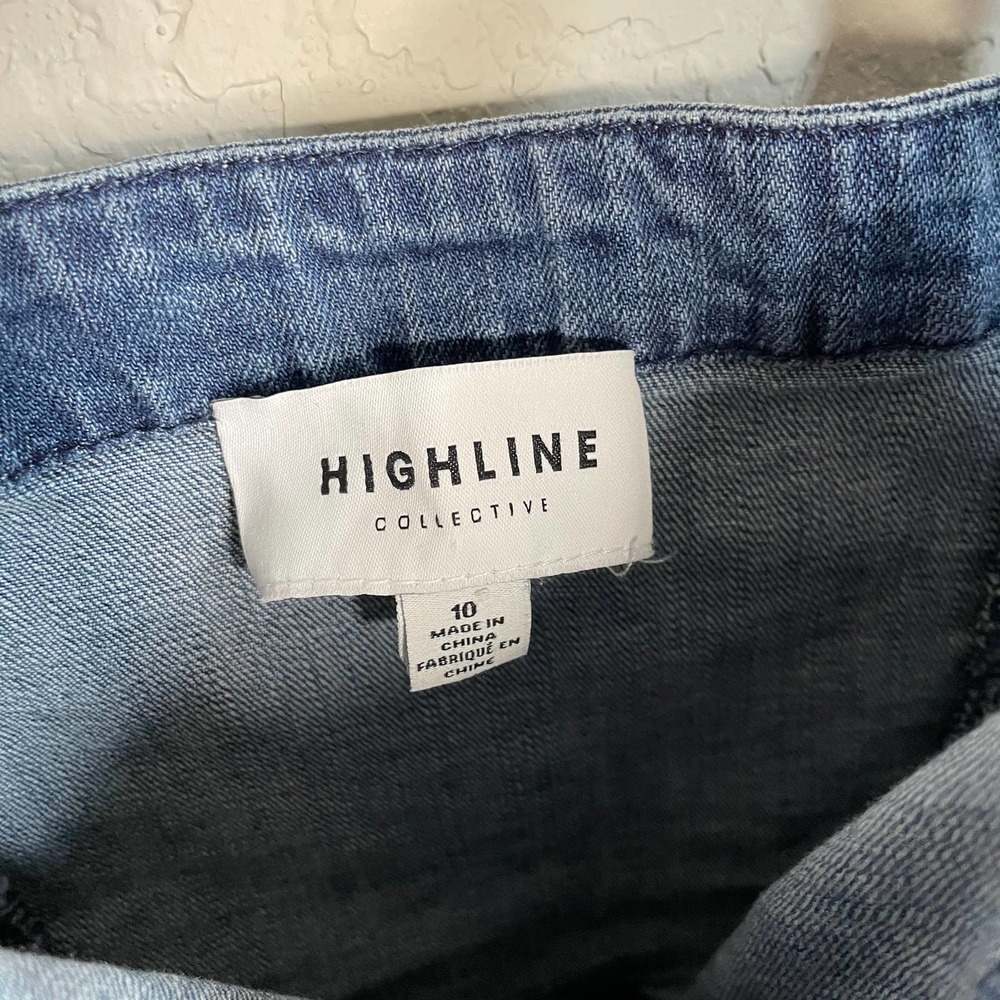 HIGHLINE
COLLECTIVE
10
MADE IN
CHINA
FABRIQUÉ EN
CHINE